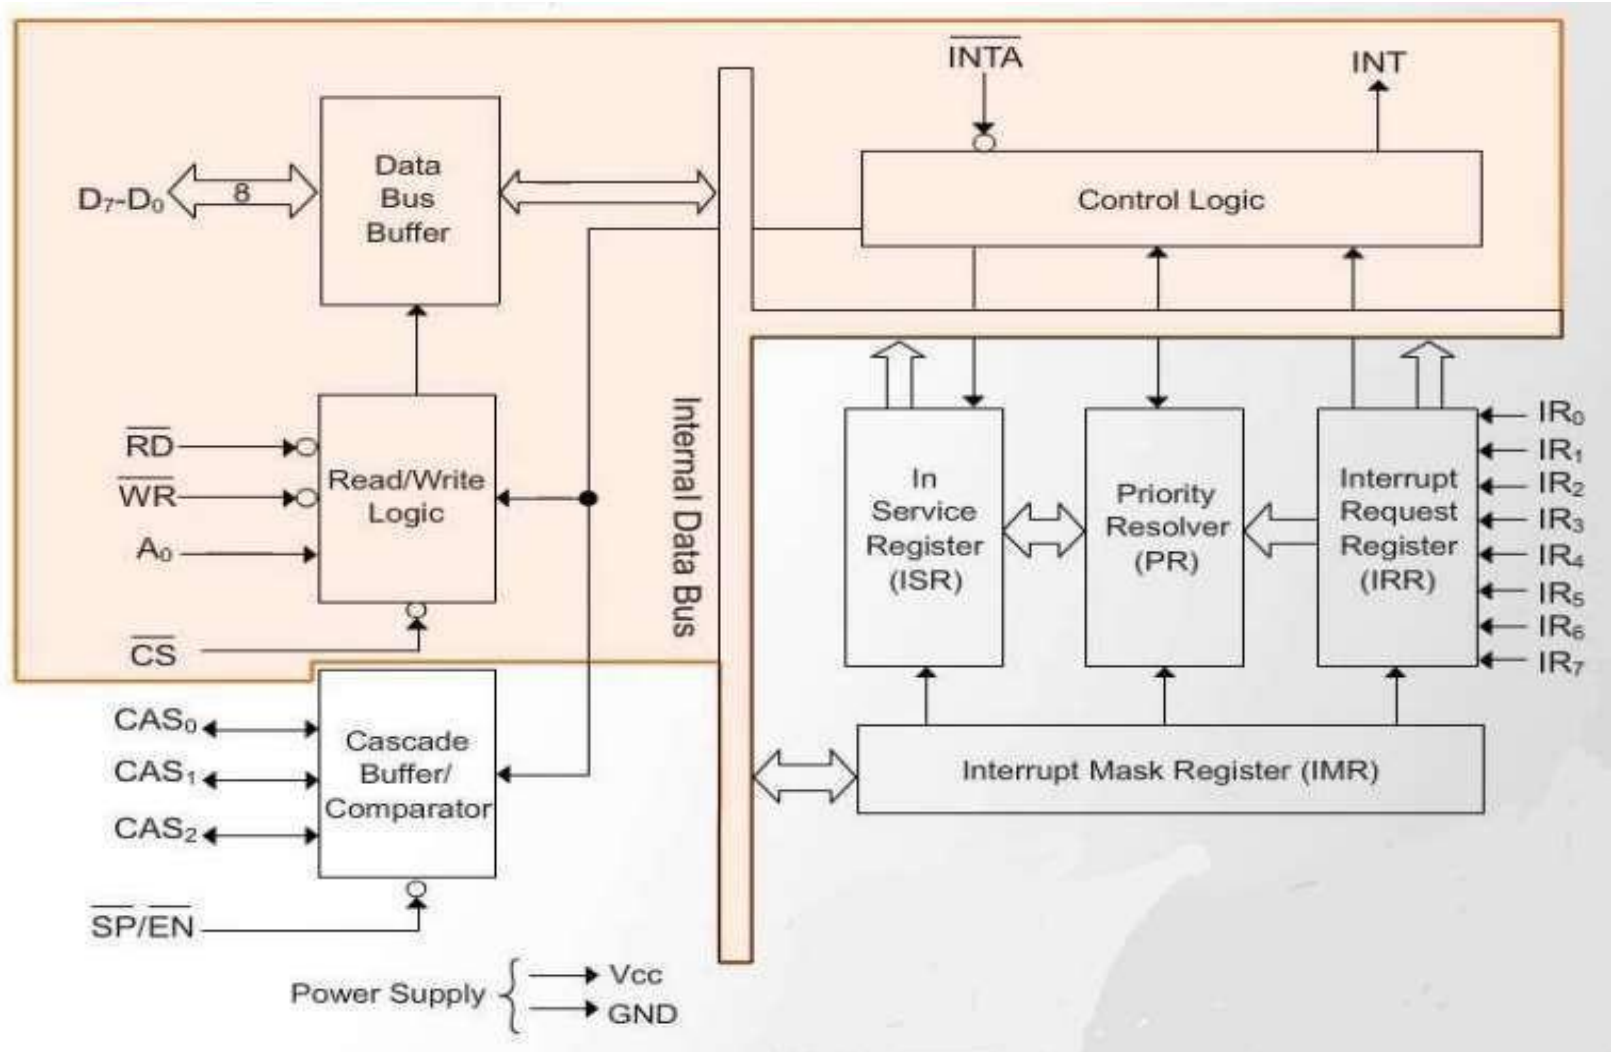 INTA
INT
Data
Bus
Buffer
D₇-D₀
8
Control Logic
RD
WR
A₀
CS
Read/Write
Logic
Internal Data Bus
In
Service
Register
(ISR)
Priority
Resolver
(PR)
Interrupt
Request
Register
(IRR)
IR₀
IR₁
IR₂
IR₃
IR₄
IR₅
IR₆
IR₇
CAS₀
CAS₁
CAS₂
Cascade
Buffer/
Comparator
SP/EN
Interrupt Mask Register (IMR)
Power Supply
Vcc
GND